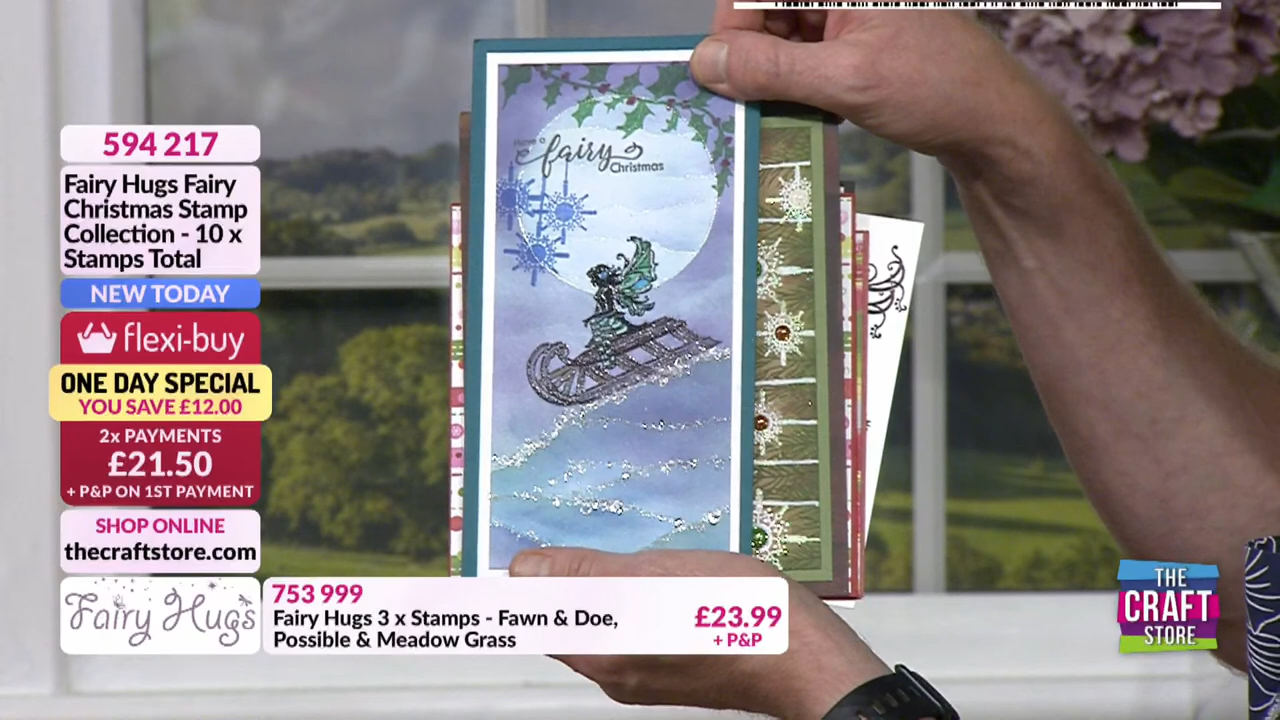 594 217
Fairy Hugs Fairy
Christmas Stamp
Collection - 10 x
Stamps Total
NEW TODAY
flexi-buy
ONE DAY SPECIAL
YOU SAVE £12.00
2x PAYMENTS
£21.50
+ P&P ON 1ST PAYMENT
SHOP ONLINE
thecraftstore.com
Fairy Hugs
753 999
Fairy Hugs 3 x Stamps - Fawn & Doe,
Possible & Meadow Grass
£23.99
+ P&P
fairy
Christmas
THE
CRAFT
STORE